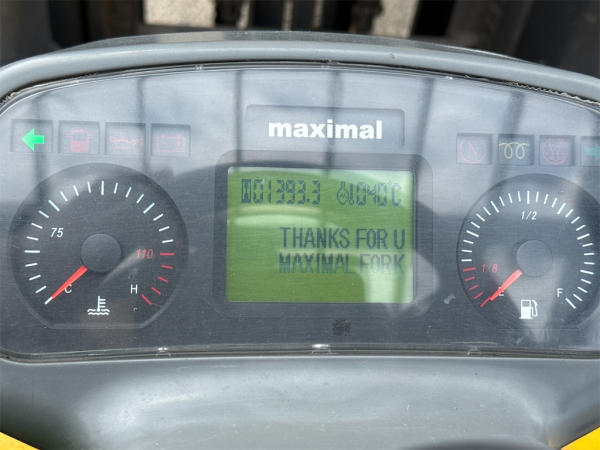 maximal
01393.3 040°C
THANKS FOR U
MAXIMAL FORK
75
110
C
H
1/2
1/8
F